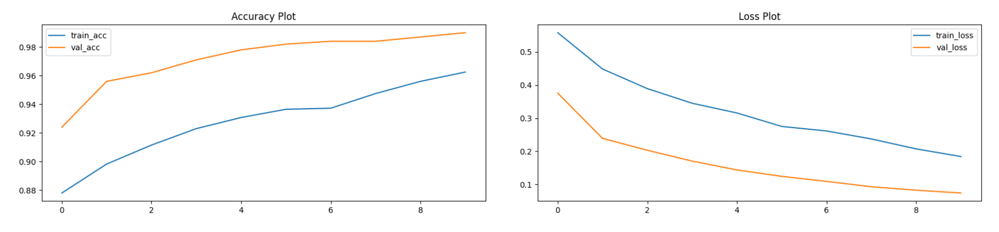 Accuracy Plot
train_acc
val_acc
0.98
0.96
0.94
0.92
0.90
0.88
0 2 4 6 8
Loss Plot
train_loss
val_loss
0.5
0.4
0.3
0.2
0.1
0 2 4 6 8